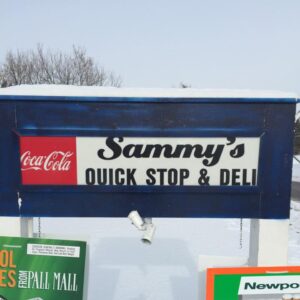 Coca-Cola
Sammy's
QUICK STOP & DELI
OL
ES FROM PALL MALL
Newpo